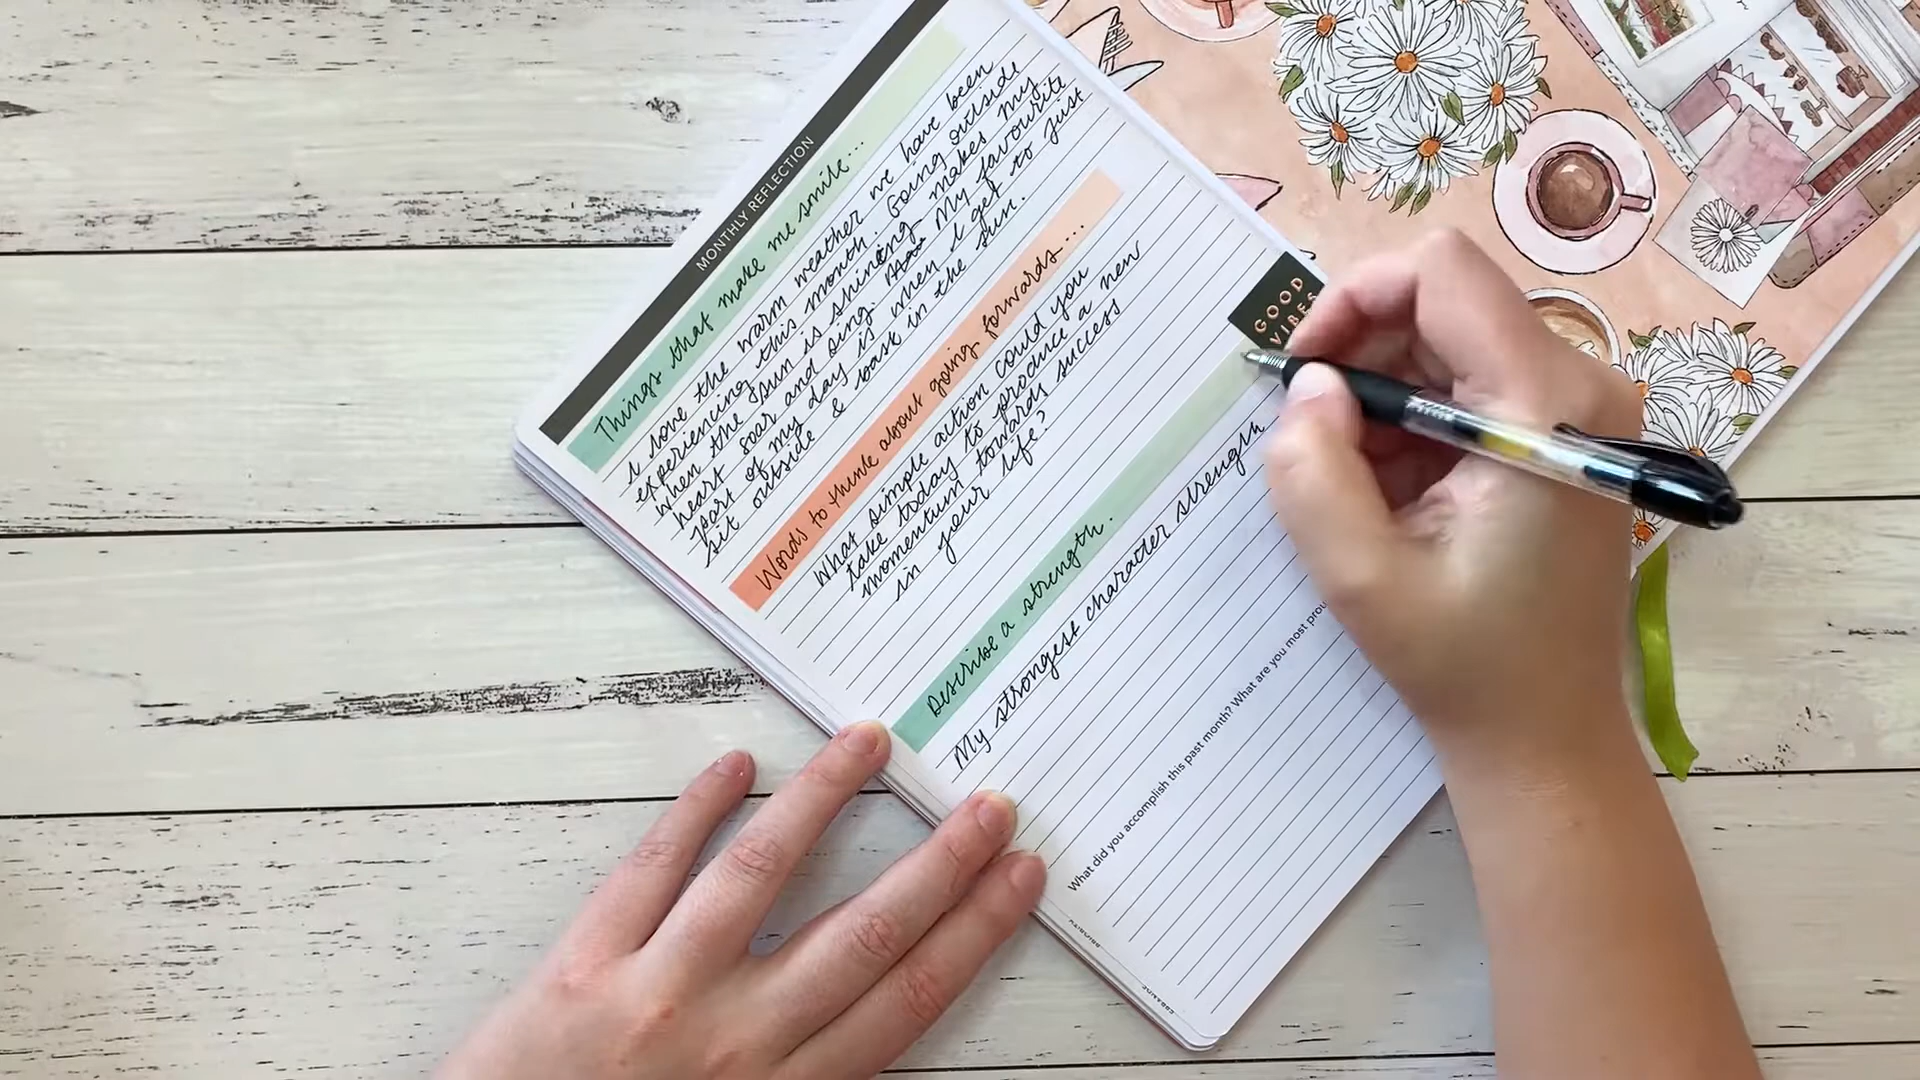 MONTHLY REFLECTION
Things that make me smile...
I love the warm weather we have been
experiencing this month. Going outside
when the sun is shining makes my
heart soar and sing. My favourite
part of my day is when I get to just
sit outside & bask in the sun.
Words to think about going forwards...
What simple action could you
take today to produce a new
momentum towards success
in your life?
GOOD
VIBES
Describe a strength.
My strongest character strength
What did you accomplish this past month? What are you most